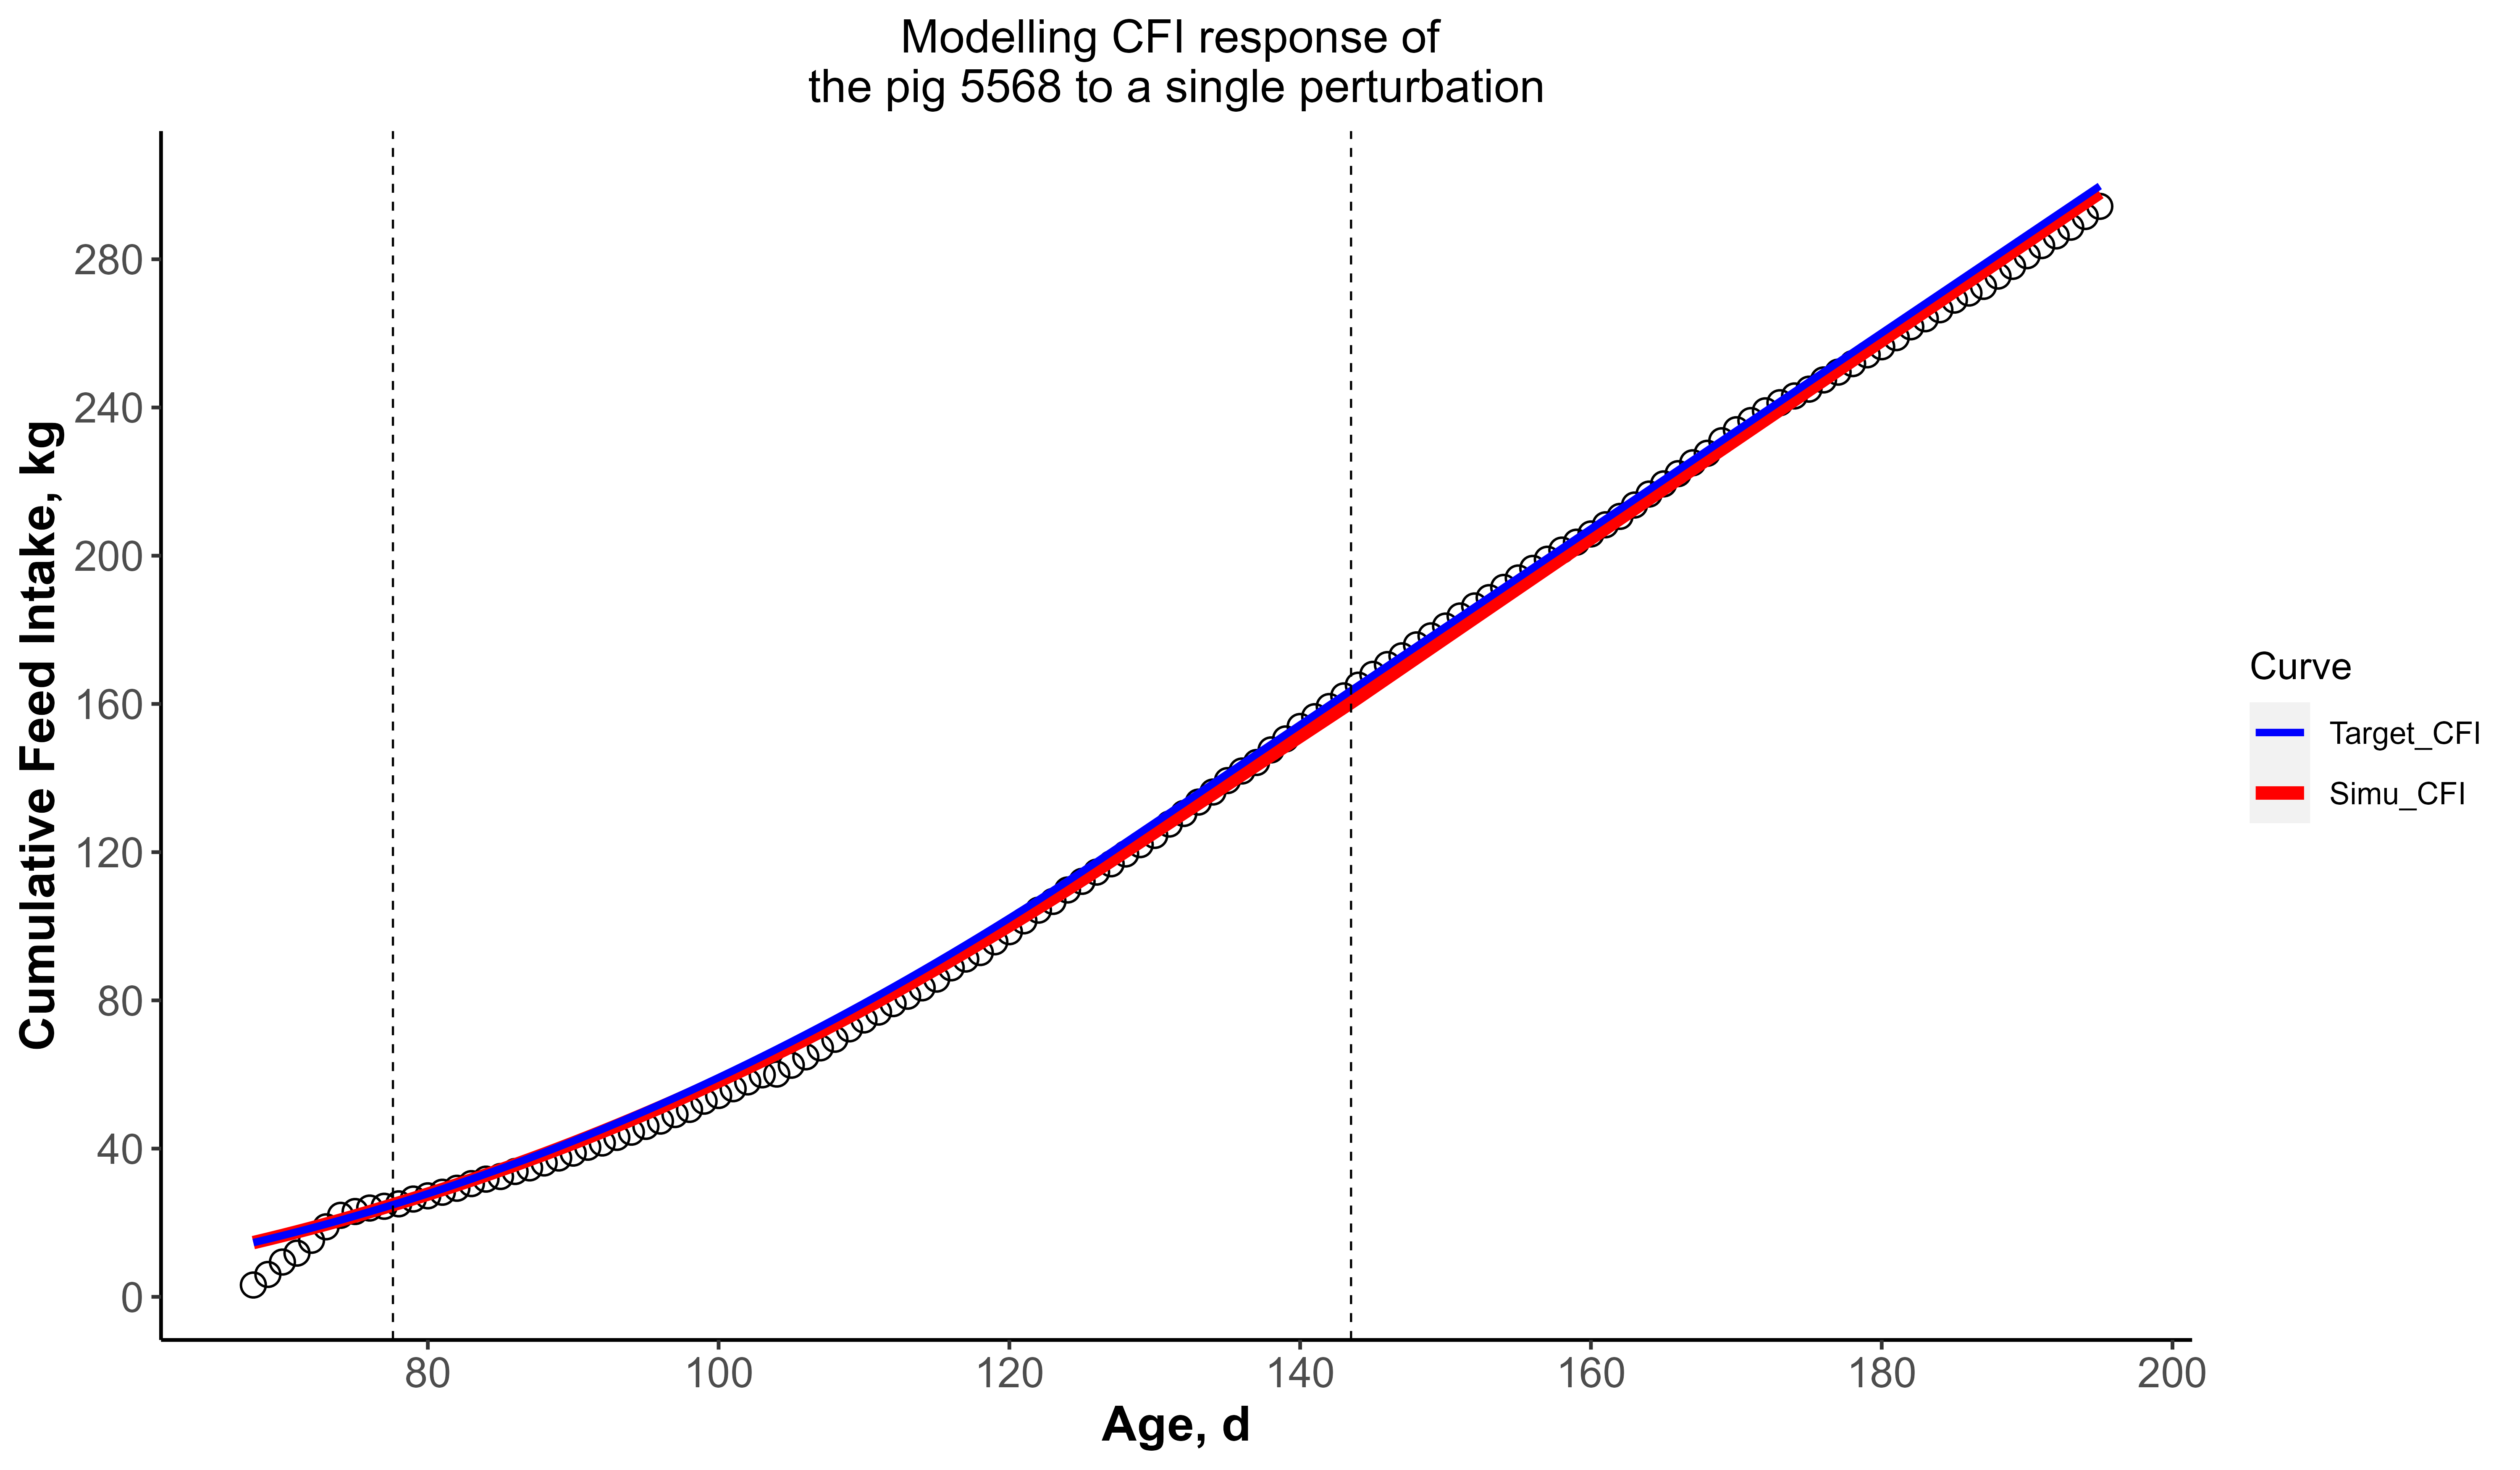 Modelling CFI response of
the pig 5568 to a single perturbation
Cumulative Feed Intake, kg
280
240
200
160
120
80
40
0
80 100 120 140 160 180 200
Age, d
Curve
Target_CFI
Simu_CFI